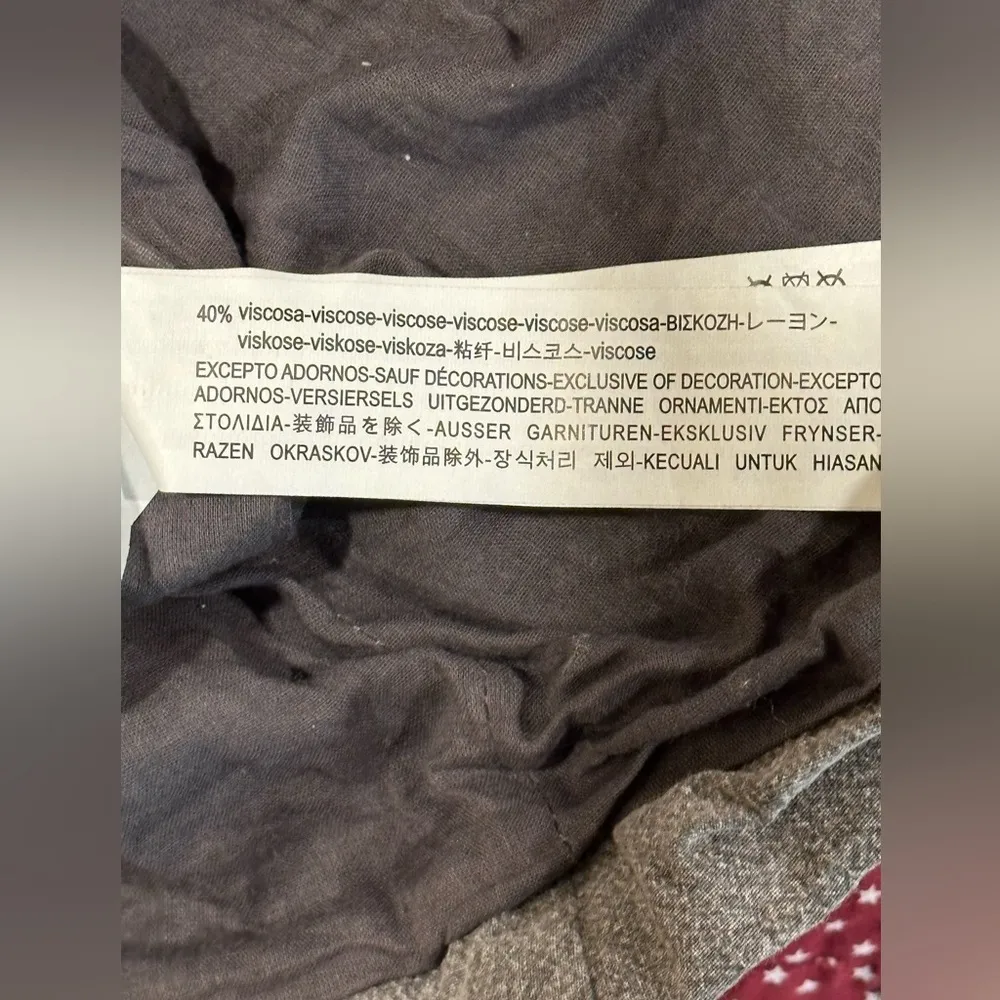 40% viscosa-viscose-viscose-viscose-viscose-viscosa-ΒΙΣΚΟΖΗ-レーヨン-
viskose-viskose-viskoza-粘纤-비스코스-viscose
EXCEPTO ADORNOS-SAUF DÉCORATIONS-EXCLUSIVE OF DECORATION-EXCEPTO
ADORNOS-VERSIERSELS UITGEZONDERD-TRANNE ORNAMENTI-ΕΚΤΟΣ ΑΠΟ
ΣΤΟΛΙΔΙΑ-装飾品を除く-AUSSER GARNITUREN-EKSKLUSIV FRYNSER-
RAZEN OKRASKOV-装饰品除外-장식처리 제외-KECUALI UNTUK HIASAN